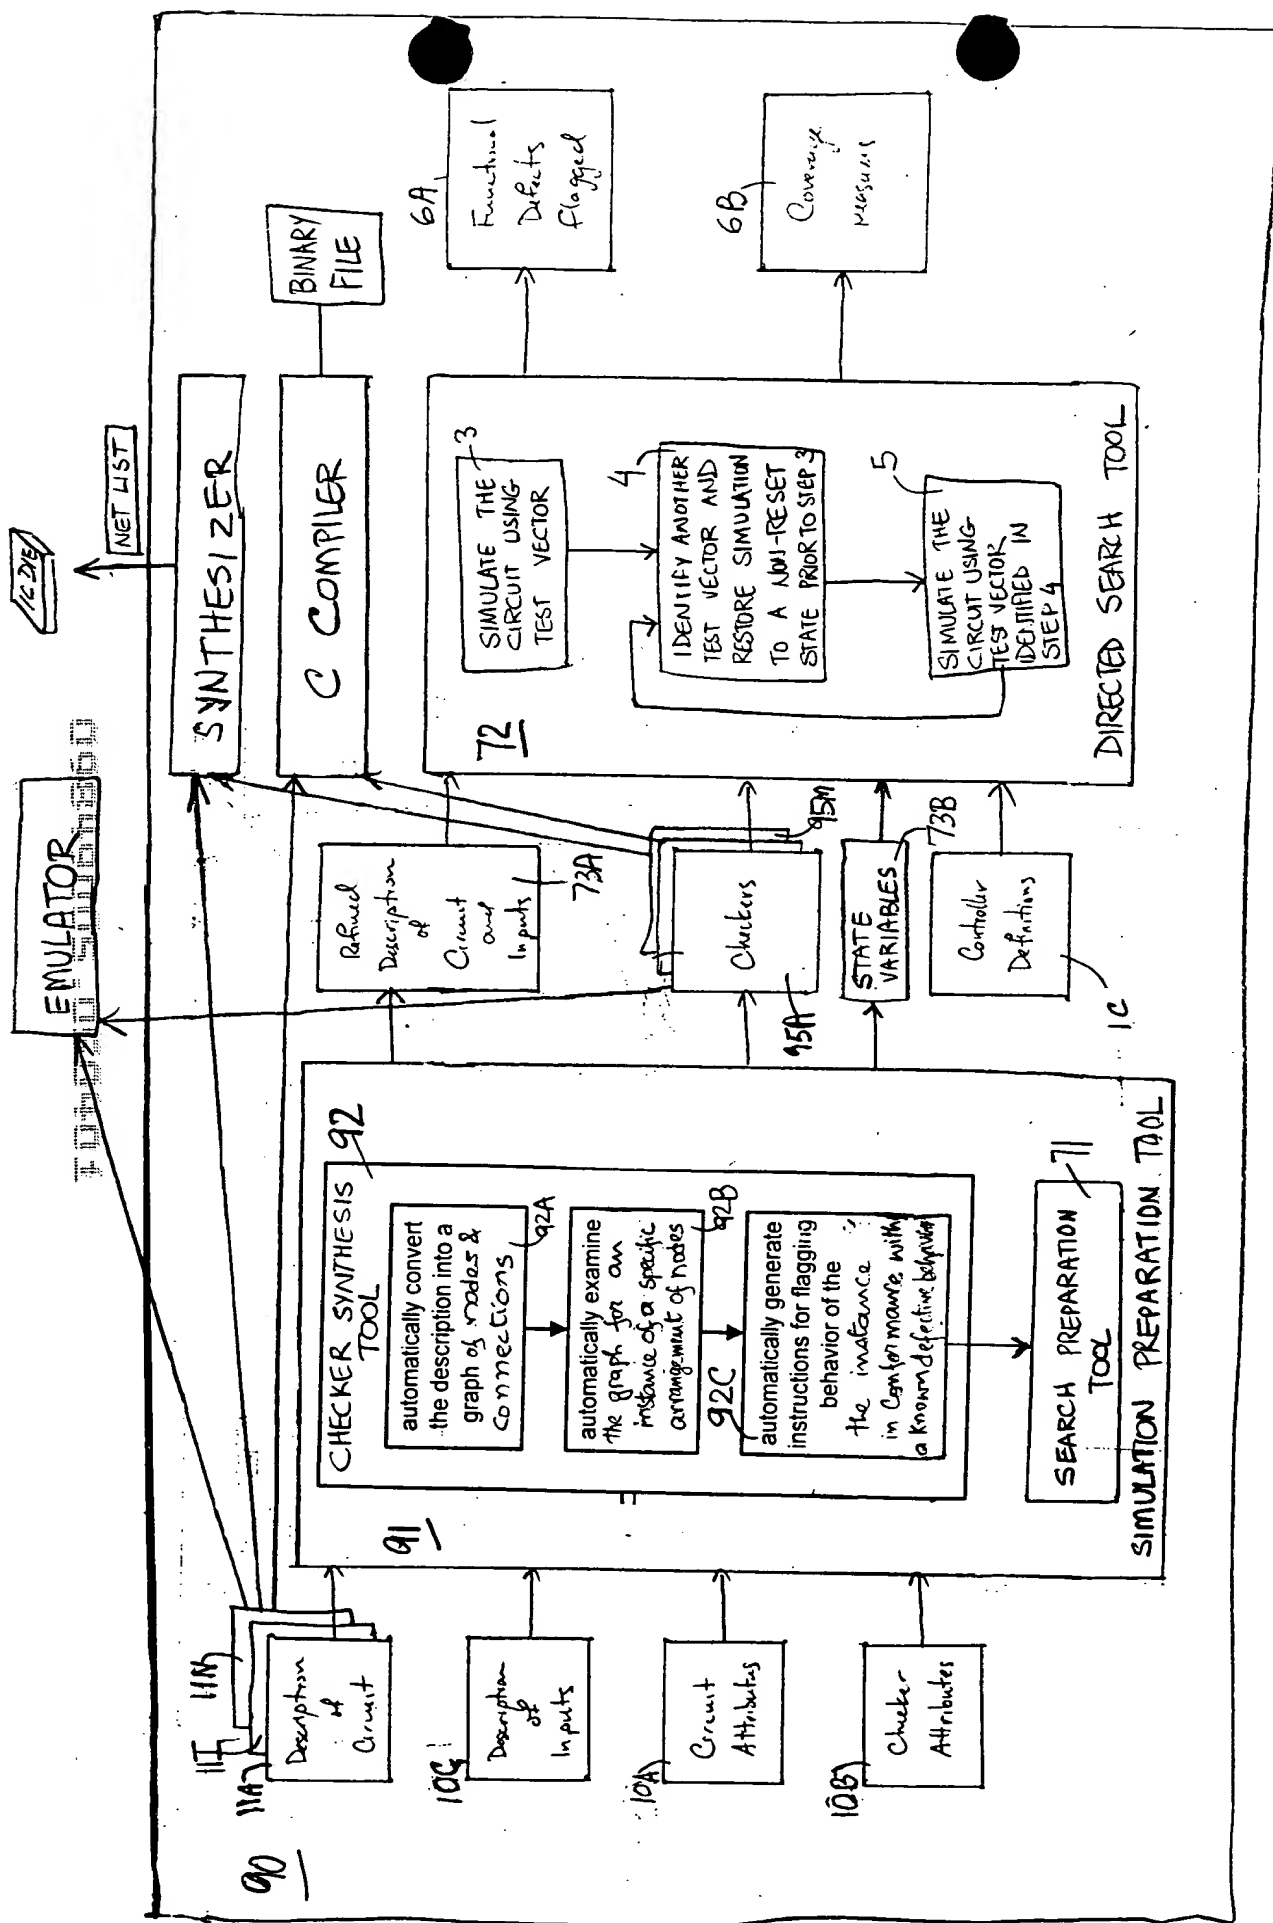 90
11A
11I
11N
Description
of
Circuit
10C
Description
of
Inputs
10A
Circuit
Attributes
10B
Checker
Attributes
91
CHECKER SYNTHESIS
TOOL
92
automatically convert
the description into a
graph of nodes &
connections
92A
automatically examine
the graph for an
instance of a specific
arrangement of nodes
92B
92C
automatically generate
instructions for flagging
behavior of the
the instance
in conformance with
a known defective behavior
SEARCH PREPARATION
TOOL
71
SIMULATION PREPARATION TOOL
EMULATOR
Refined
Description
of
Circuit
and
Inputs
73A
Checkers
95A
95M
STATE
VARIABLES
73B
Controller
Definitions
1C
IC DIE
NET LIST
SYNTHESIZER
C COMPILER
BINARY
FILE
72
SIMULATE THE
CIRCUIT USING
TEST VECTOR
3
IDENTIFY ANOTHER
TEST VECTOR AND
RESTORE SIMULATION
TO A NON-RESET
STATE PRIOR TO STEP 3
4
SIMULATE THE
CIRCUIT USING
TEST VECTOR
IDENTIFIED IN
STEP 4
5
DIRECTED SEARCH TOOL
6A
Functional
Defects
Flagged
6B
Coverage
Measure